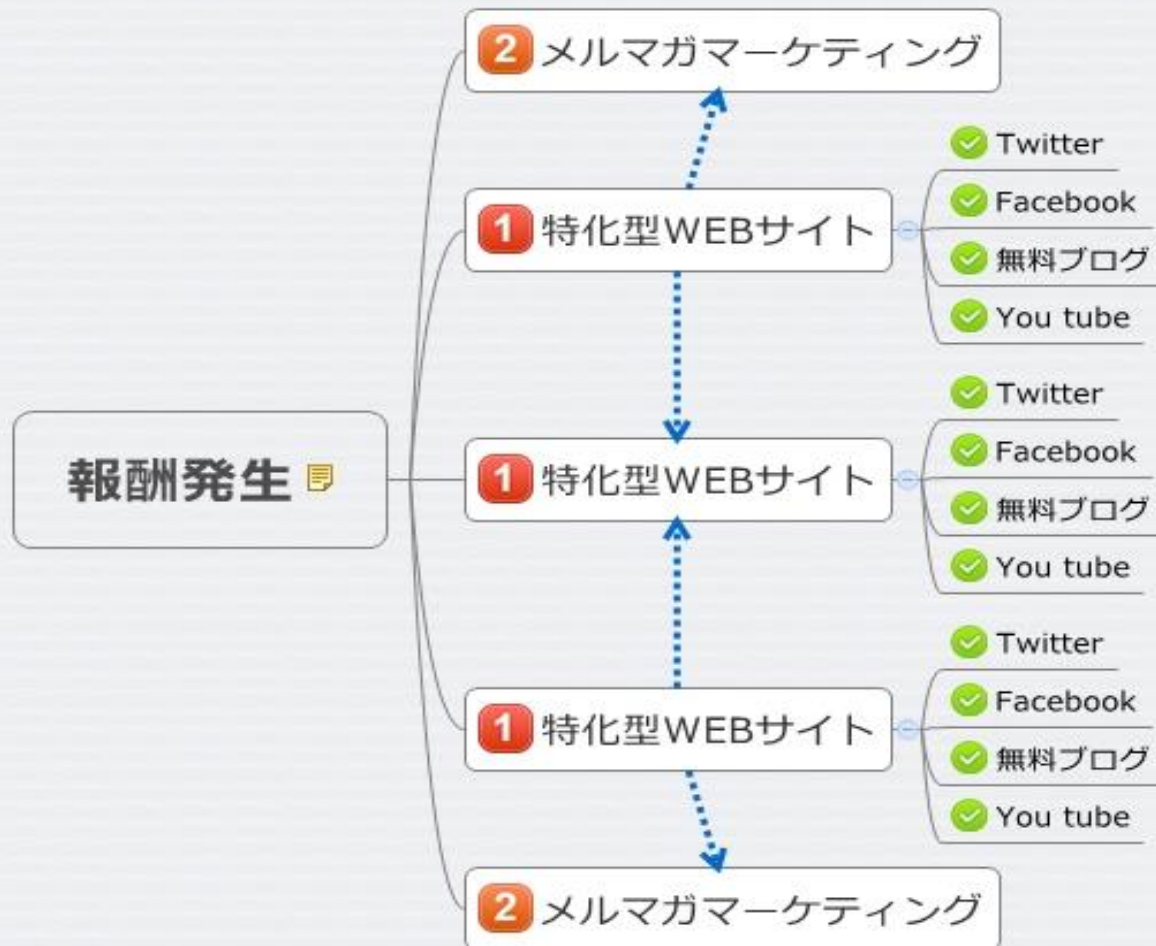 2 メルマガマーケティング
1 特化型WEBサイト
Twitter
Facebook
無料ブログ
You tube
報酬発生
1 特化型WEBサイト
Twitter
Facebook
無料ブログ
You tube
1 特化型WEBサイト
Twitter
Facebook
無料ブログ
You tube
2 メルマガマーケティング